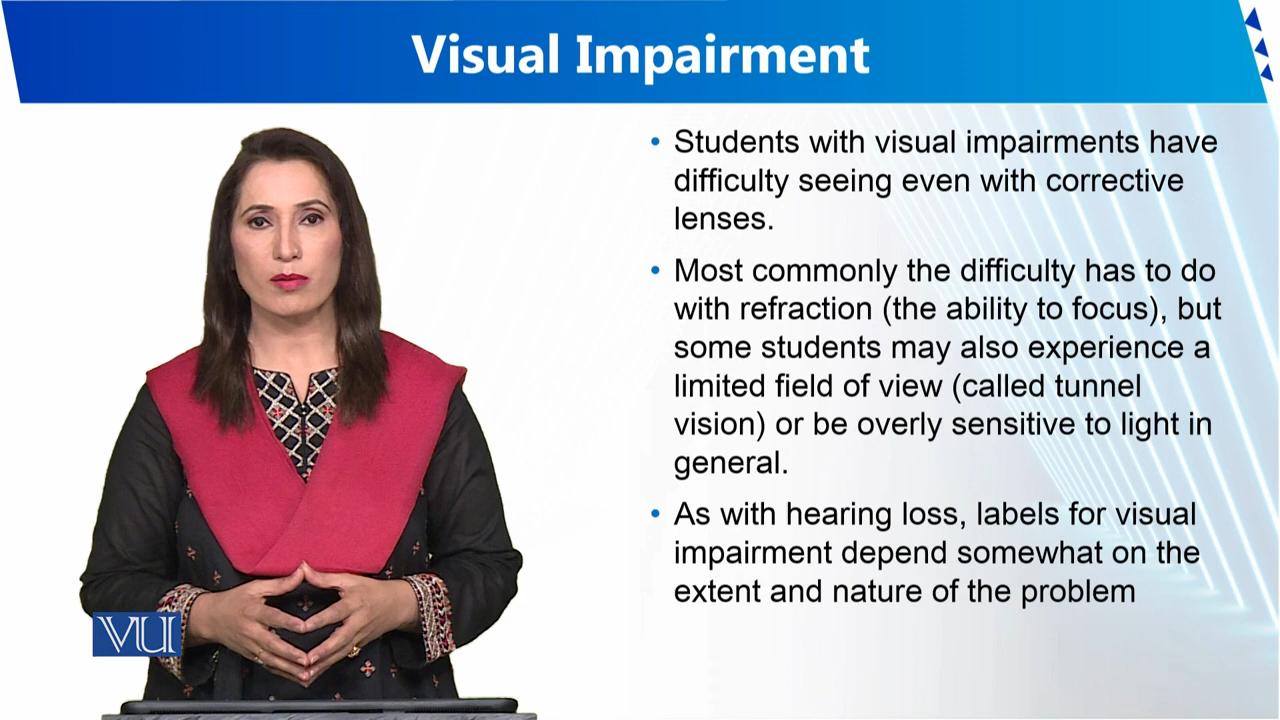 Visual Impairment
• Students with visual impairments have
difficulty seeing even with corrective
lenses.
• Most commonly the difficulty has to do
with refraction (the ability to focus), but
some students may also experience a
limited field of view (called tunnel
vision) or be overly sensitive to light in
general.
• As with hearing loss, labels for visual
impairment depend somewhat on the
extent and nature of the problem
VU